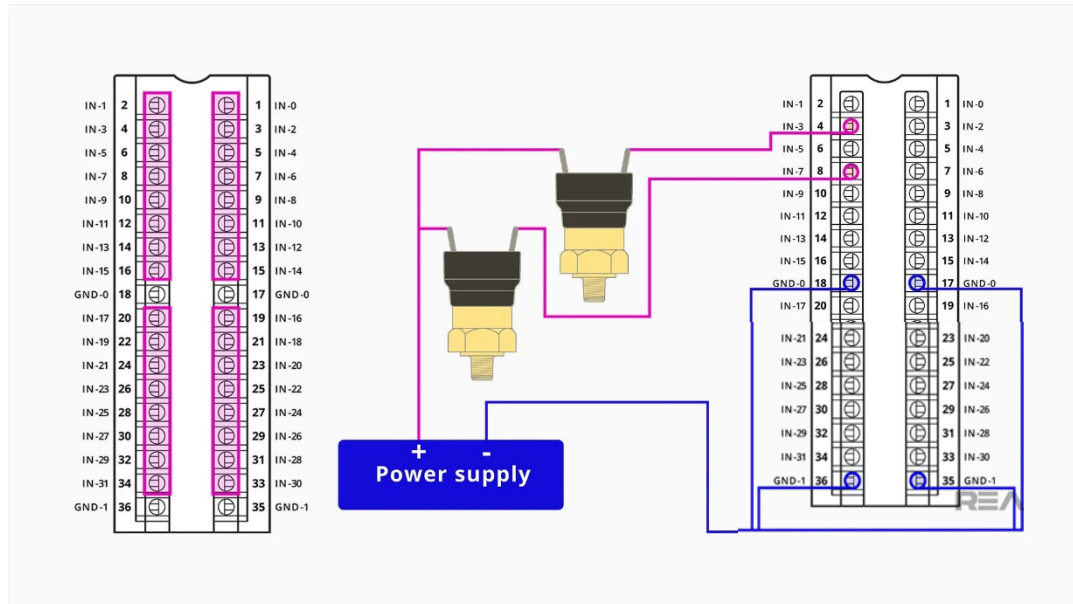 IN-1 2 1 IN-0
IN-3 4 3 IN-2
IN-5 6 5 IN-4
IN-7 8 7 IN-6
IN-9 10 9 IN-8
IN-11 12 11 IN-10
IN-13 14 13 IN-12
IN-15 16 15 IN-14
GND-0 18 17 GND-0
IN-17 20 19 IN-16
IN-19 22 21 IN-18
IN-21 24 23 IN-20
IN-23 26 25 IN-22
IN-25 28 27 IN-24
IN-27 30 29 IN-26
IN-29 32 31 IN-28
IN-31 34 33 IN-30
GND-1 36 35 GND-1
+ -
Power supply
IN-1 2 1 IN-0
IN-3 4 3 IN-2
IN-5 6 5 IN-4
IN-7 8 7 IN-6
IN-9 10 9 IN-8
IN-11 12 11 IN-10
IN-13 14 13 IN-12
IN-15 16 15 IN-14
GND-0 18 17 GND-0
IN-17 20 19 IN-16
IN-21 24 23 IN-20
IN-23 26 25 IN-22
IN-25 28 27 IN-24
IN-27 30 29 IN-26
IN-29 32 31 IN-28
IN-31 34 33 IN-30
GND-1 36 35 GND-1